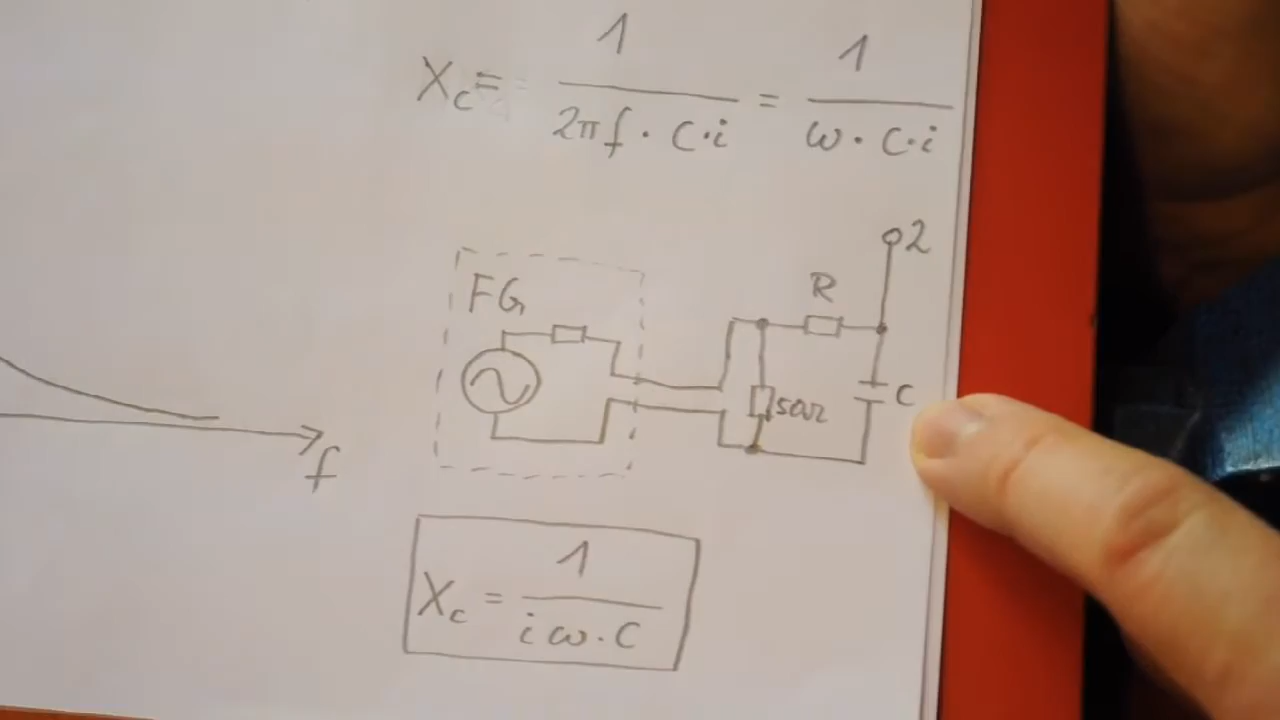 Xc = 1 / (2πf · C·i) = 1 / (ω · C·i)
2
R
FG
50Ω
C
f
Xc = 1 / (iω·C)